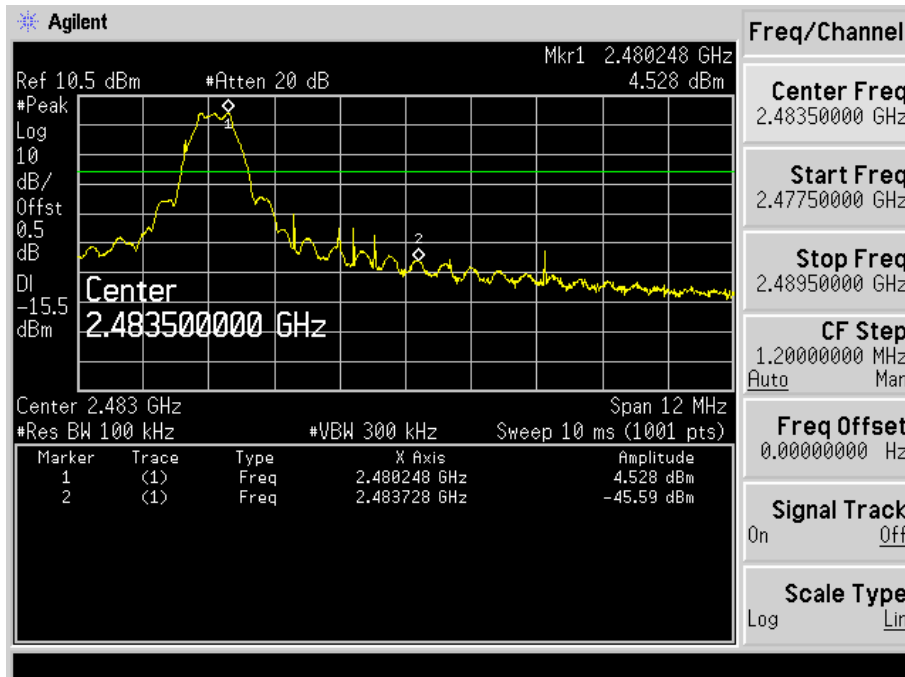 Agilent
Freq/Channel
Mkr1 2.480248 GHz
Ref 10.5 dBm #Atten 20 dB 4.528 dBm
#Peak
Log
10
dB/
Offst
0.5
dB
DI
-15.5
dBm
1
2
Center
2.483500000 GHz
Center 2.483 GHz Span 12 MHz
#Res BW 100 kHz #VBW 300 kHz Sweep 10 ms (1001 pts)
Marker Trace Type X Axis Amplitude
1 (1) Freq 2.480248 GHz 4.528 dBm
2 (1) Freq 2.483728 GHz -45.59 dBm
Center Freq
2.48350000 GHz
Start Freq
2.47750000 GHz
Stop Freq
2.48950000 GHz
CF Step
1.20000000 MHz
Auto Man
Freq Offset
0.00000000 Hz
Signal Track
On Off
Scale Type
Log Lin